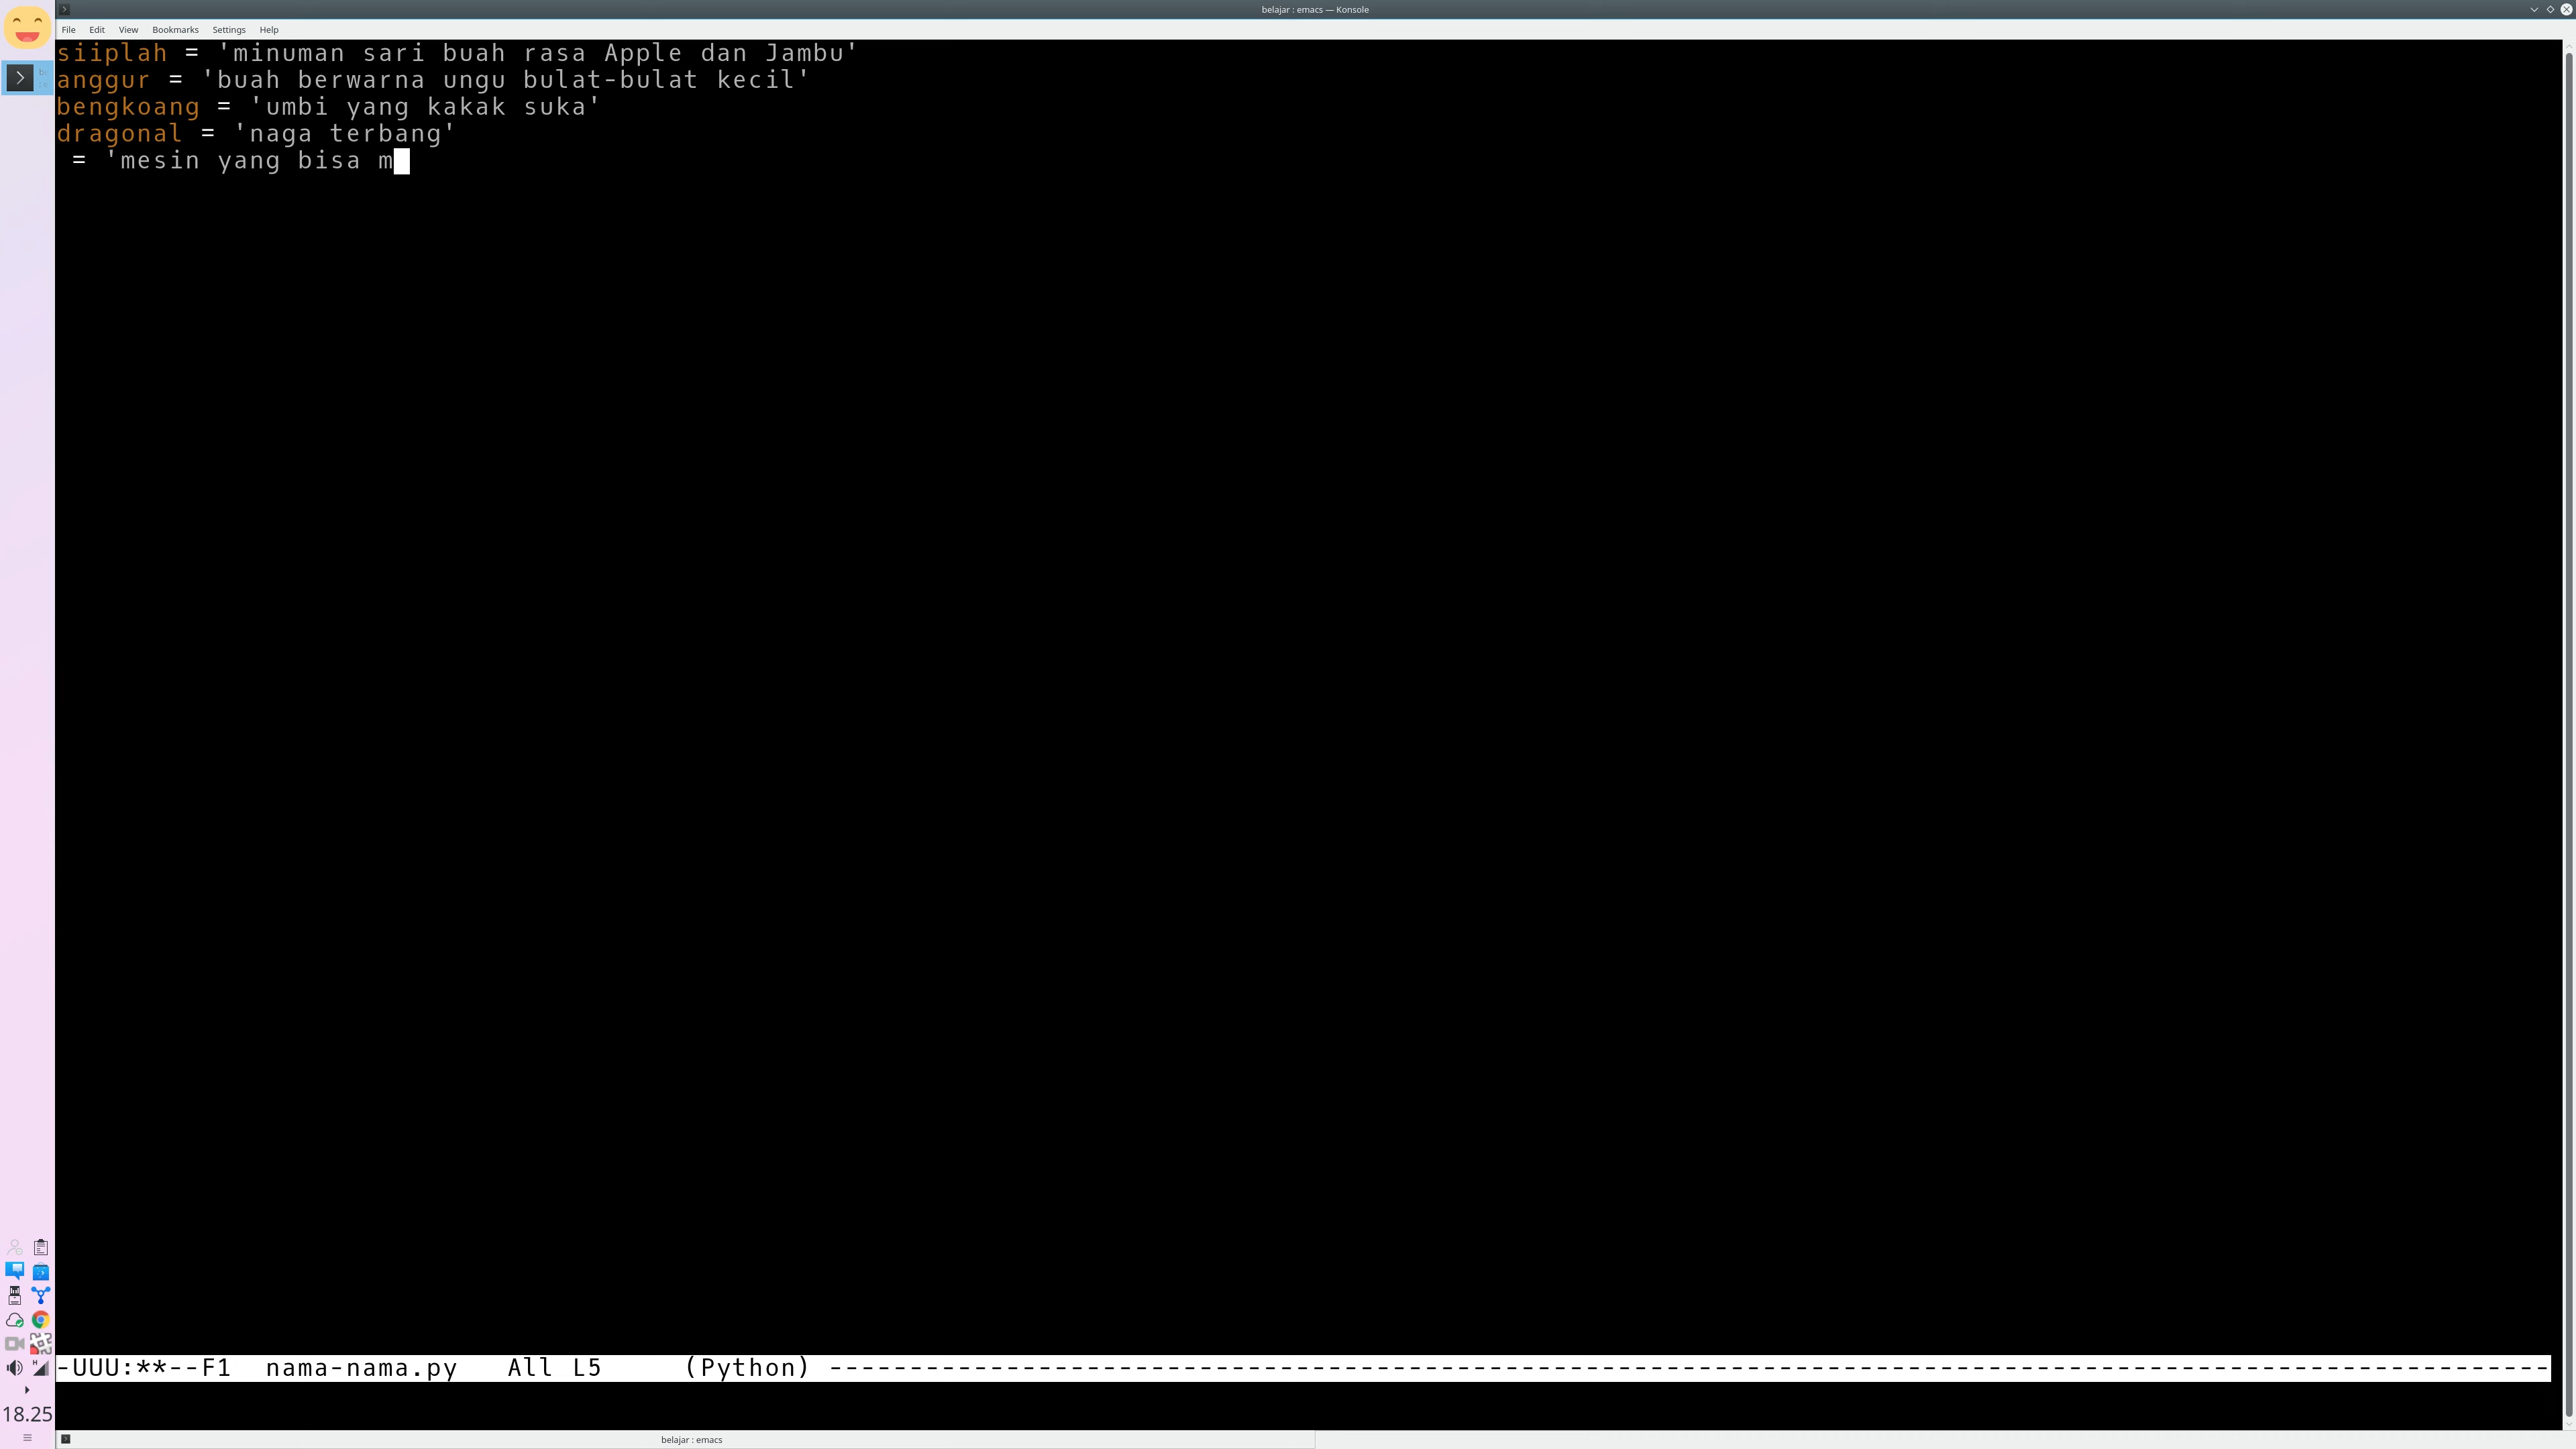 belajar : emacs — Konsole
File Edit View Bookmarks Settings Help
siiplah = 'minuman sari buah rasa Apple dan Jambu'
anggur = 'buah berwarna ungu bulat-bulat kecil'
bengkoang = 'umbi yang kakak suka'
dragonal = 'naga terbang'
 = 'mesin yang bisa m
-UUU:**--F1  nama-nama.py   All L5     (Python) -----------------------------------------------------------------------------------------------------------
H
18.25
belajar : emacs